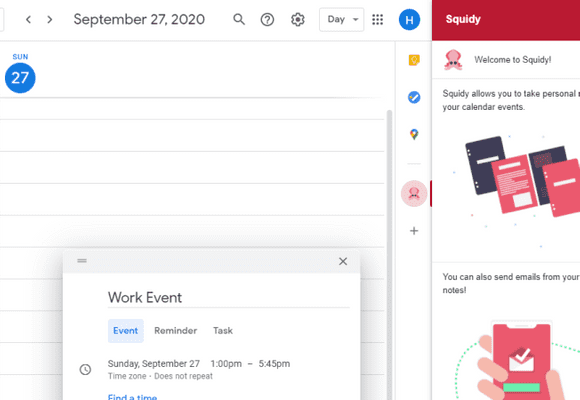 September 27, 2020
Day
H
SUN
27
Work Event
Event Reminder Task
Sunday, September 27 1:00pm – 5:45pm
Time zone · Does not repeat
Find a time
Squidy
Welcome to Squidy!
Squidy allows you to take personal
your calendar events.
You can also send emails from your
notes!